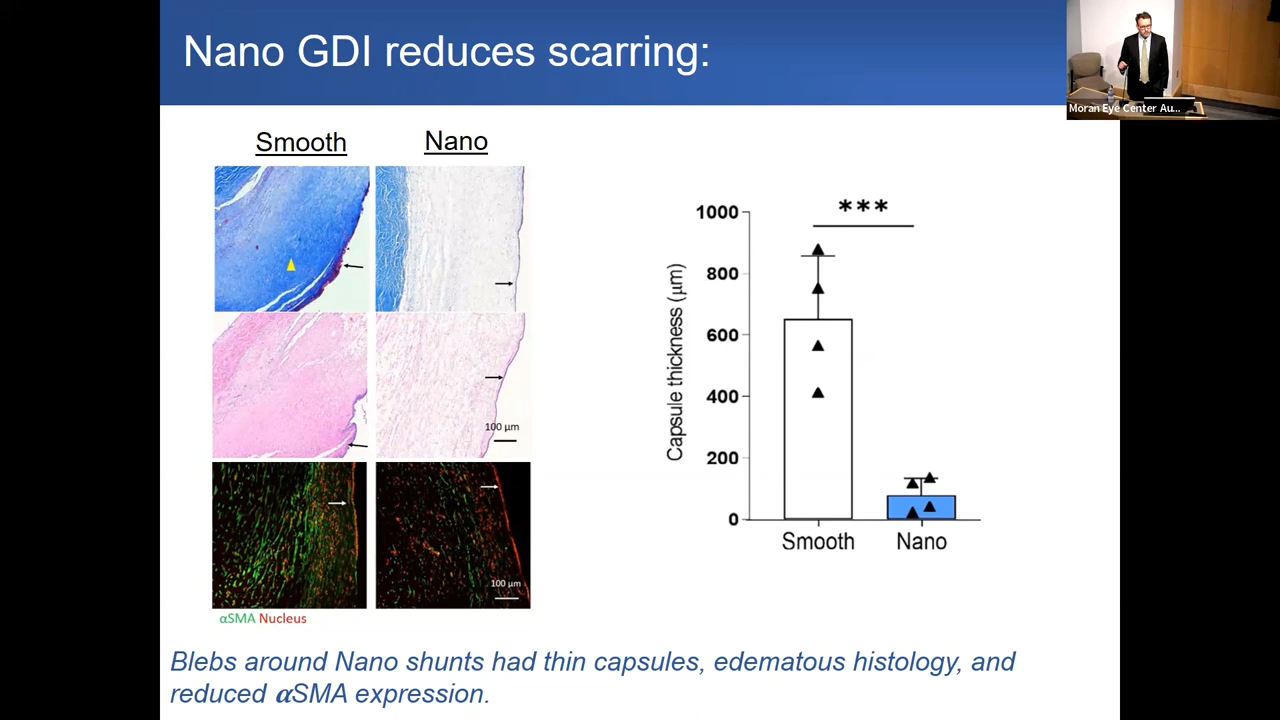 Nano GDI reduces scarring:
Moran Eye Center Au...
Smooth
Nano
100 µm
100 µm
αSMA Nucleus
Capsule thickness (µm)
1000
800
600
400
200
0
***
Smooth
Nano
Blebs around Nano shunts had thin capsules, edematous histology, and
reduced αSMA expression.